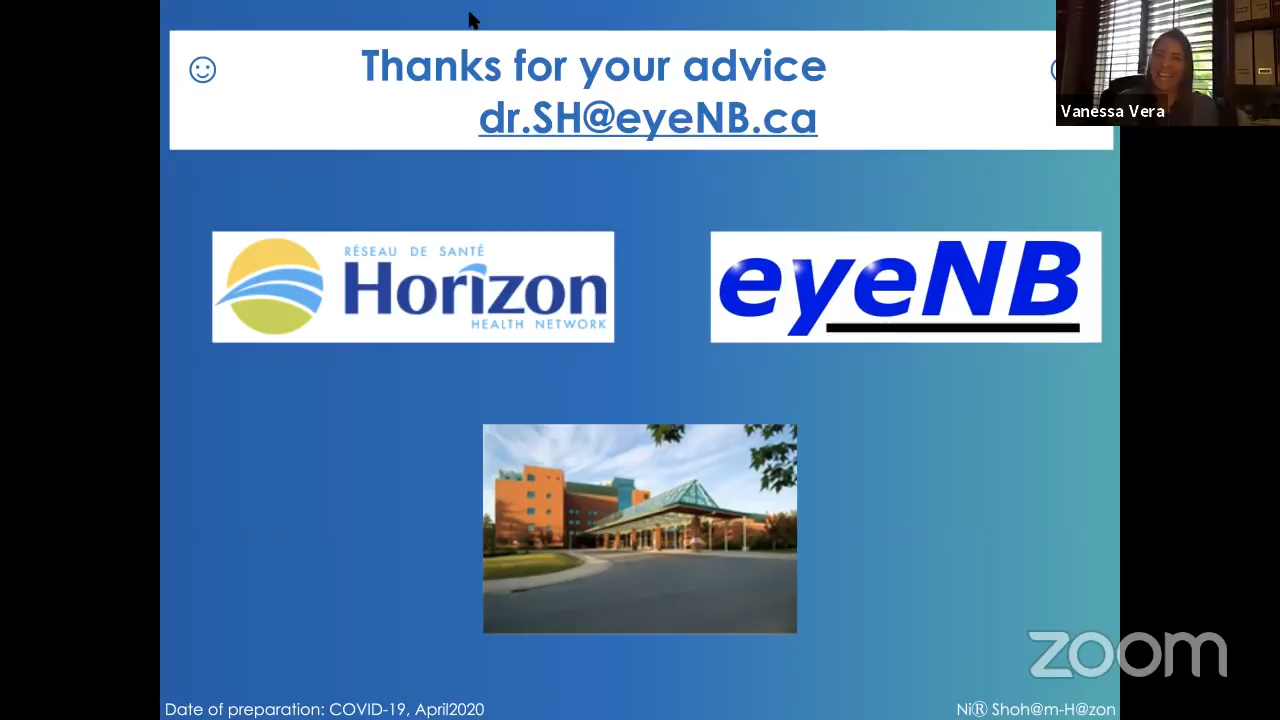 ☺ Thanks for your advice
dr.SH@eyeNB.ca
Vanessa Vera
RÉSEAU DE SANTÉ
Horizon
HEALTH NETWORK
eyeNB
zoom
Date of preparation: COVID-19, April2020
NiⓇ Shoh@m-H@zon